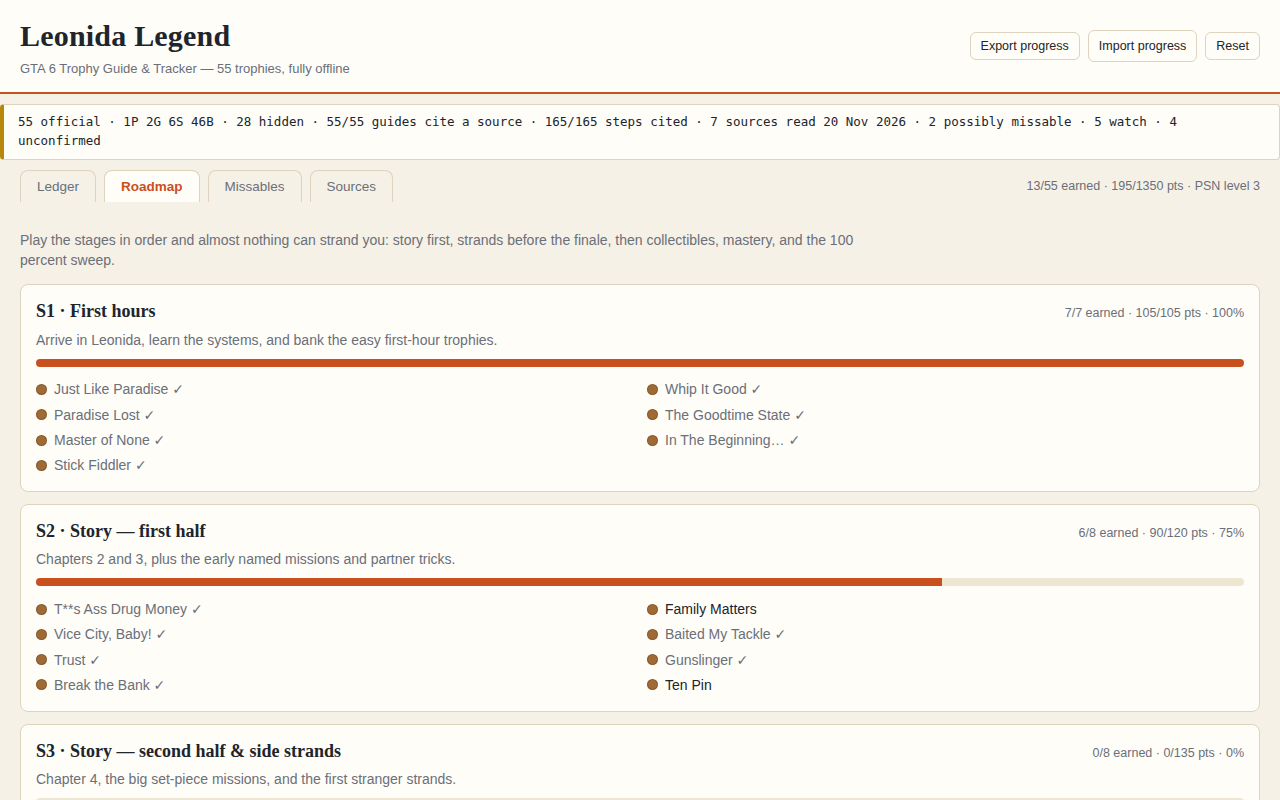 Leonida Legend
GTA 6 Trophy Guide & Tracker — 55 trophies, fully offline
Export progress
Import progress
Reset
55 official · 1P 2G 6S 46B · 28 hidden · 55/55 guides cite a source · 165/165 steps cited · 7 sources read 20 Nov 2026 · 2 possibly missable · 5 watch · 4
unconfirmed
Ledger
Roadmap
Missables
Sources
13/55 earned · 195/1350 pts · PSN level 3
Play the stages in order and almost nothing can strand you: story first, strands before the finale, then collectibles, mastery, and the 100
percent sweep.
S1 · First hours
7/7 earned · 105/105 pts · 100%
Arrive in Leonida, learn the systems, and bank the easy first-hour trophies.
Just Like Paradise ✓
Paradise Lost ✓
Master of None ✓
Stick Fiddler ✓
Whip It Good ✓
The Goodtime State ✓
In The Beginning… ✓
S2 · Story — first half
6/8 earned · 90/120 pts · 75%
Chapters 2 and 3, plus the early named missions and partner tricks.
T**s Ass Drug Money ✓
Vice City, Baby! ✓
Trust ✓
Break the Bank ✓
Family Matters
Baited My Tackle ✓
Gunslinger ✓
Ten Pin
S3 · Story — second half & side strands
0/8 earned · 0/135 pts · 0%
Chapter 4, the big set-piece missions, and the first stranger strands.